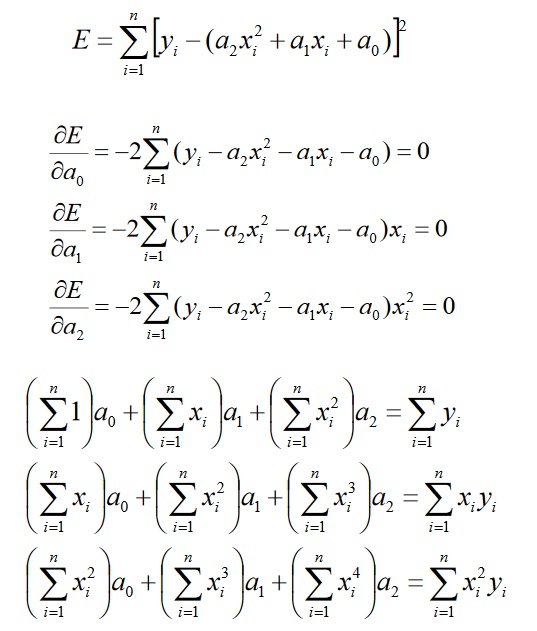 E = \sum_{i=1}^{n} [y_i - (a_2 x_i^2 + a_1 x_i + a_0)]^2
\frac{\partial E}{\partial a_0} = -2 \sum_{i=1}^{n} (y_i - a_2 x_i^2 - a_1 x_i - a_0) = 0
\frac{\partial E}{\partial a_1} = -2 \sum_{i=1}^{n} (y_i - a_2 x_i^2 - a_1 x_i - a_0) x_i = 0
\frac{\partial E}{\partial a_2} = -2 \sum_{i=1}^{n} (y_i - a_2 x_i^2 - a_1 x_i - a_0) x_i^2 = 0
\left( \sum_{i=1}^{n} 1 \right) a_0 + \left( \sum_{i=1}^{n} x_i \right) a_1 + \left( \sum_{i=1}^{n} x_i^2 \right) a_2 = \sum_{i=1}^{n} y_i
\left( \sum_{i=1}^{n} x_i \right) a_0 + \left( \sum_{i=1}^{n} x_i^2 \right) a_1 + \left( \sum_{i=1}^{n} x_i^3 \right) a_2 = \sum_{i=1}^{n} x_i y_i
\left( \sum_{i=1}^{n} x_i^2 \right) a_0 + \left( \sum_{i=1}^{n} x_i^3 \right) a_1 + \left( \sum_{i=1}^{n} x_i^4 \right) a_2 = \sum_{i=1}^{n} x_i^2 y_i